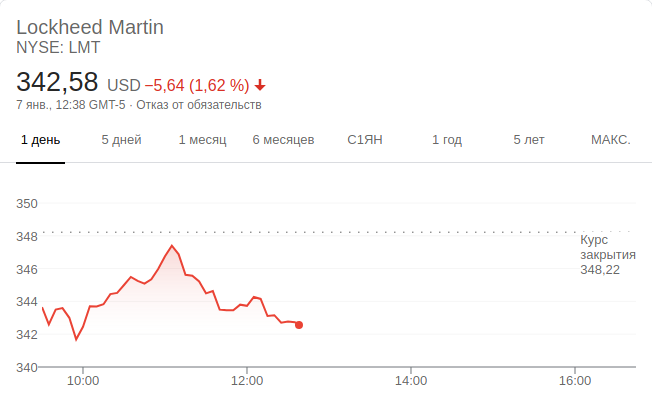 Lockheed Martin
NYSE: LMT
342,58 USD −5,64 (1,62 %)
7 янв., 12:38 GMT-5 · Отказ от обязательств
1 день 5 дней 1 месяц 6 месяцев С1ЯН 1 год 5 лет МАКС.
350
348
Курс
закрытия
348,22
346
344
342
340
10:00 12:00 14:00 16:00